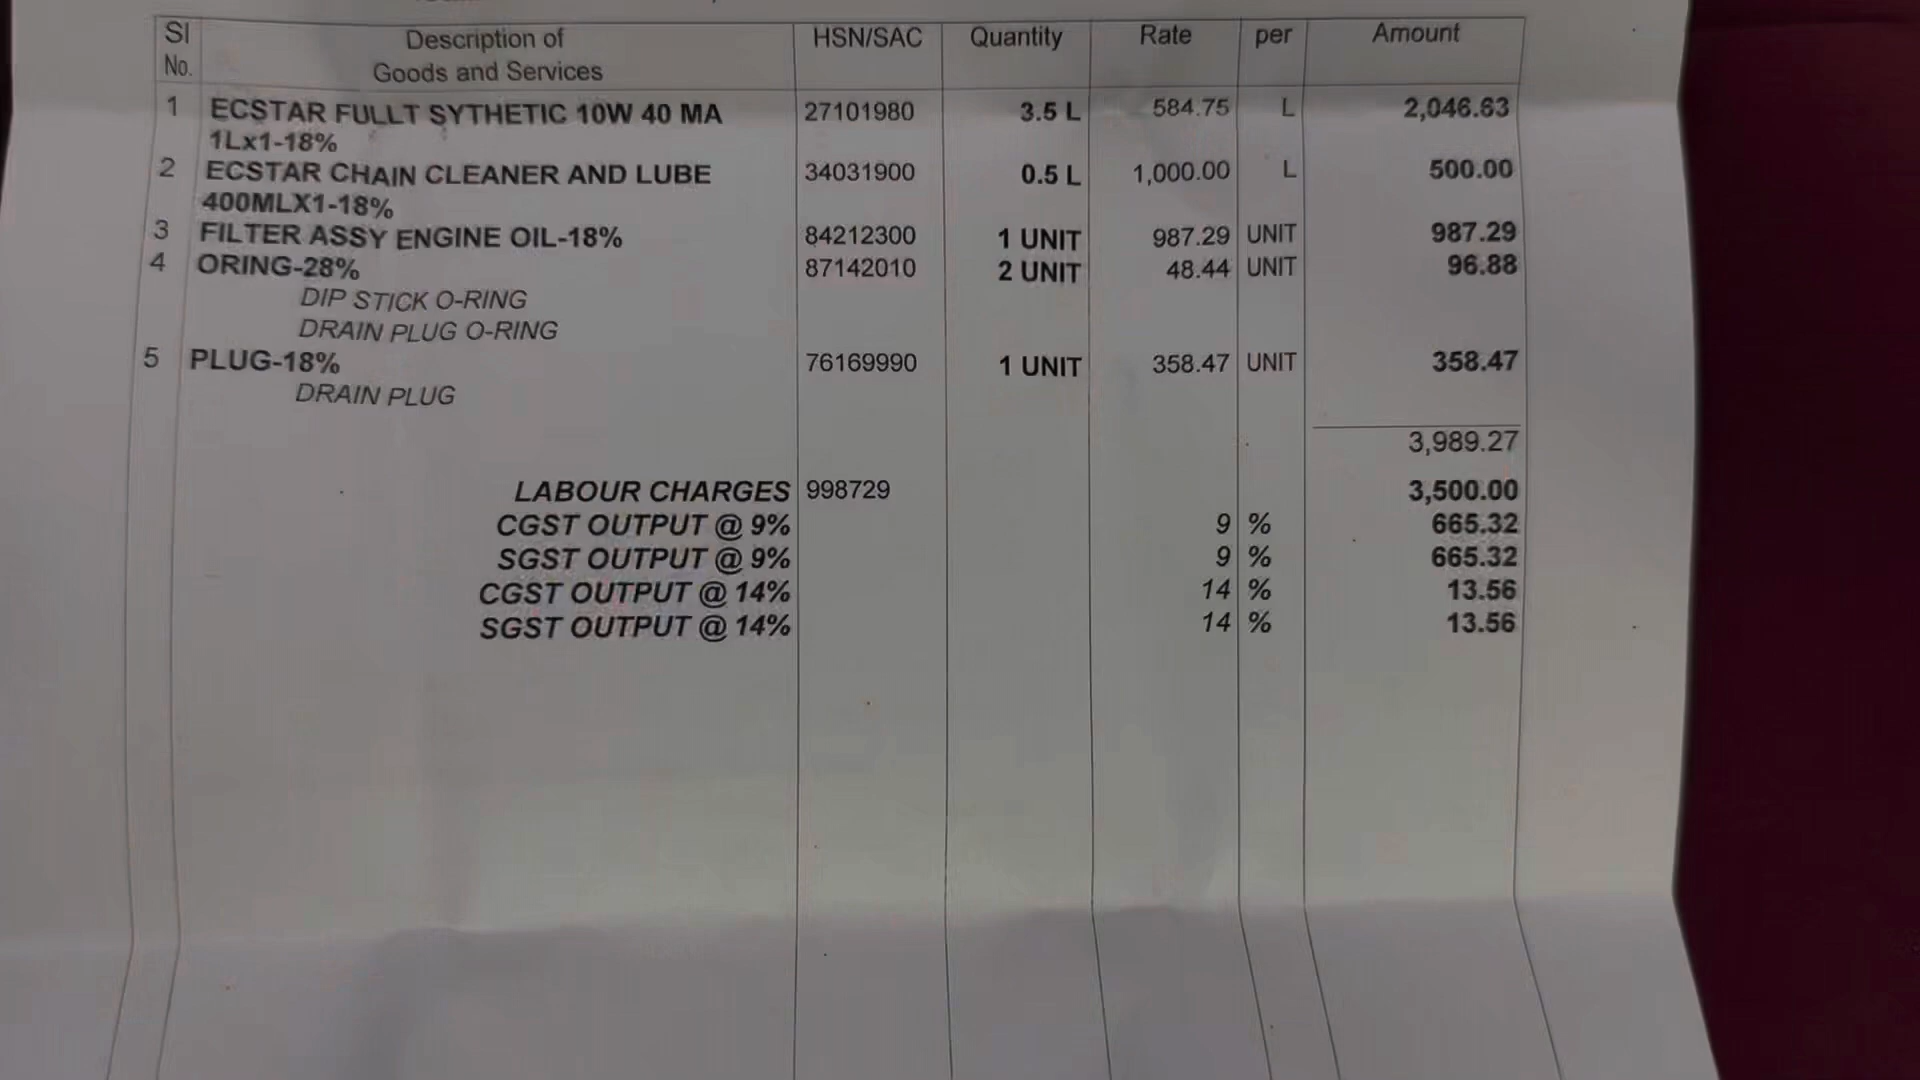 Sl No. Description of Goods and Services HSN/SAC Quantity Rate per Amount
1 ECSTAR FULLT SYTHETIC 10W 40 MA 27101980 3.5 L 584.75 L 2,046.63
1Lx1-18%
2 ECSTAR CHAIN CLEANER AND LUBE 34031900 0.5 L 1,000.00 L 500.00
400MLX1-18%
3 FILTER ASSY ENGINE OIL-18% 84212300 1 UNIT 987.29 UNIT 987.29
4 ORING-28% 87142010 2 UNIT 48.44 UNIT 96.88
DIP STICK O-RING
DRAIN PLUG O-RING
5 PLUG-18% 76169990 1 UNIT 358.47 UNIT 358.47
DRAIN PLUG
3,989.27
LABOUR CHARGES 998729 3,500.00
CGST OUTPUT @ 9% 9 % 665.32
SGST OUTPUT @ 9% 9 % 665.32
CGST OUTPUT @ 14% 14 % 13.56
SGST OUTPUT @ 14% 14 % 13.56